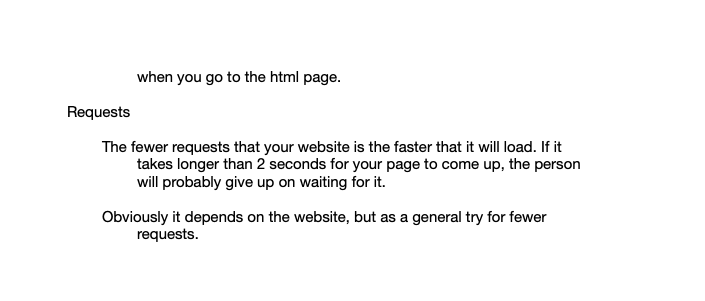 when you go to the html page.
Requests
The fewer requests that your website is the faster that it will load. If it
takes longer than 2 seconds for your page to come up, the person
will probably give up on waiting for it.
Obviously it depends on the website, but as a general try for fewer
requests.